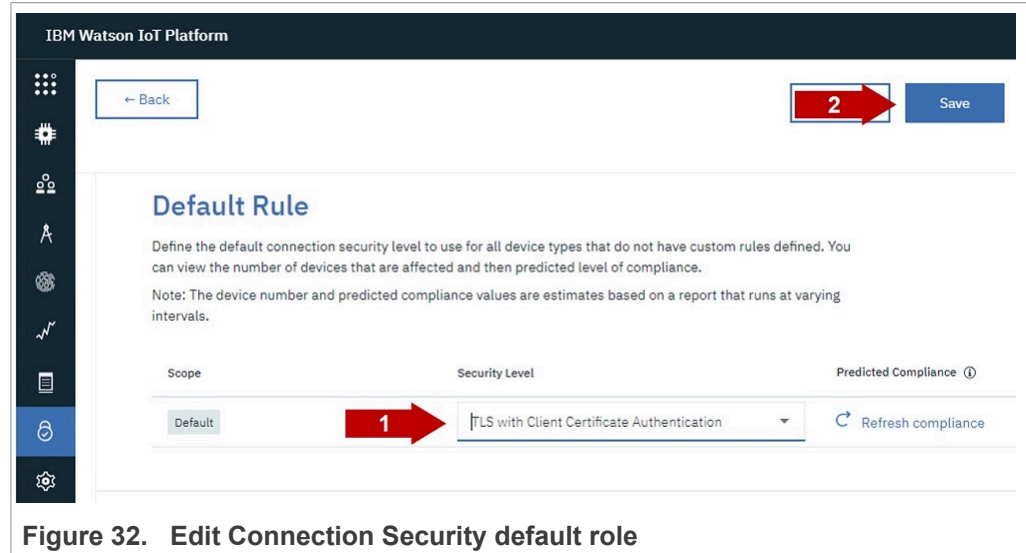 IBM Watson IoT Platform
← Back
2
Save
Default Rule
Define the default connection security level to use for all device types that do not have custom rules defined. You
can view the number of devices that are affected and then predicted level of compliance.
Note: The device number and predicted compliance values are estimates based on a report that runs at varying
intervals.
Scope Security Level Predicted Compliance
Default 1 TLS with Client Certificate Authentication Refresh compliance
Figure 32. Edit Connection Security default role